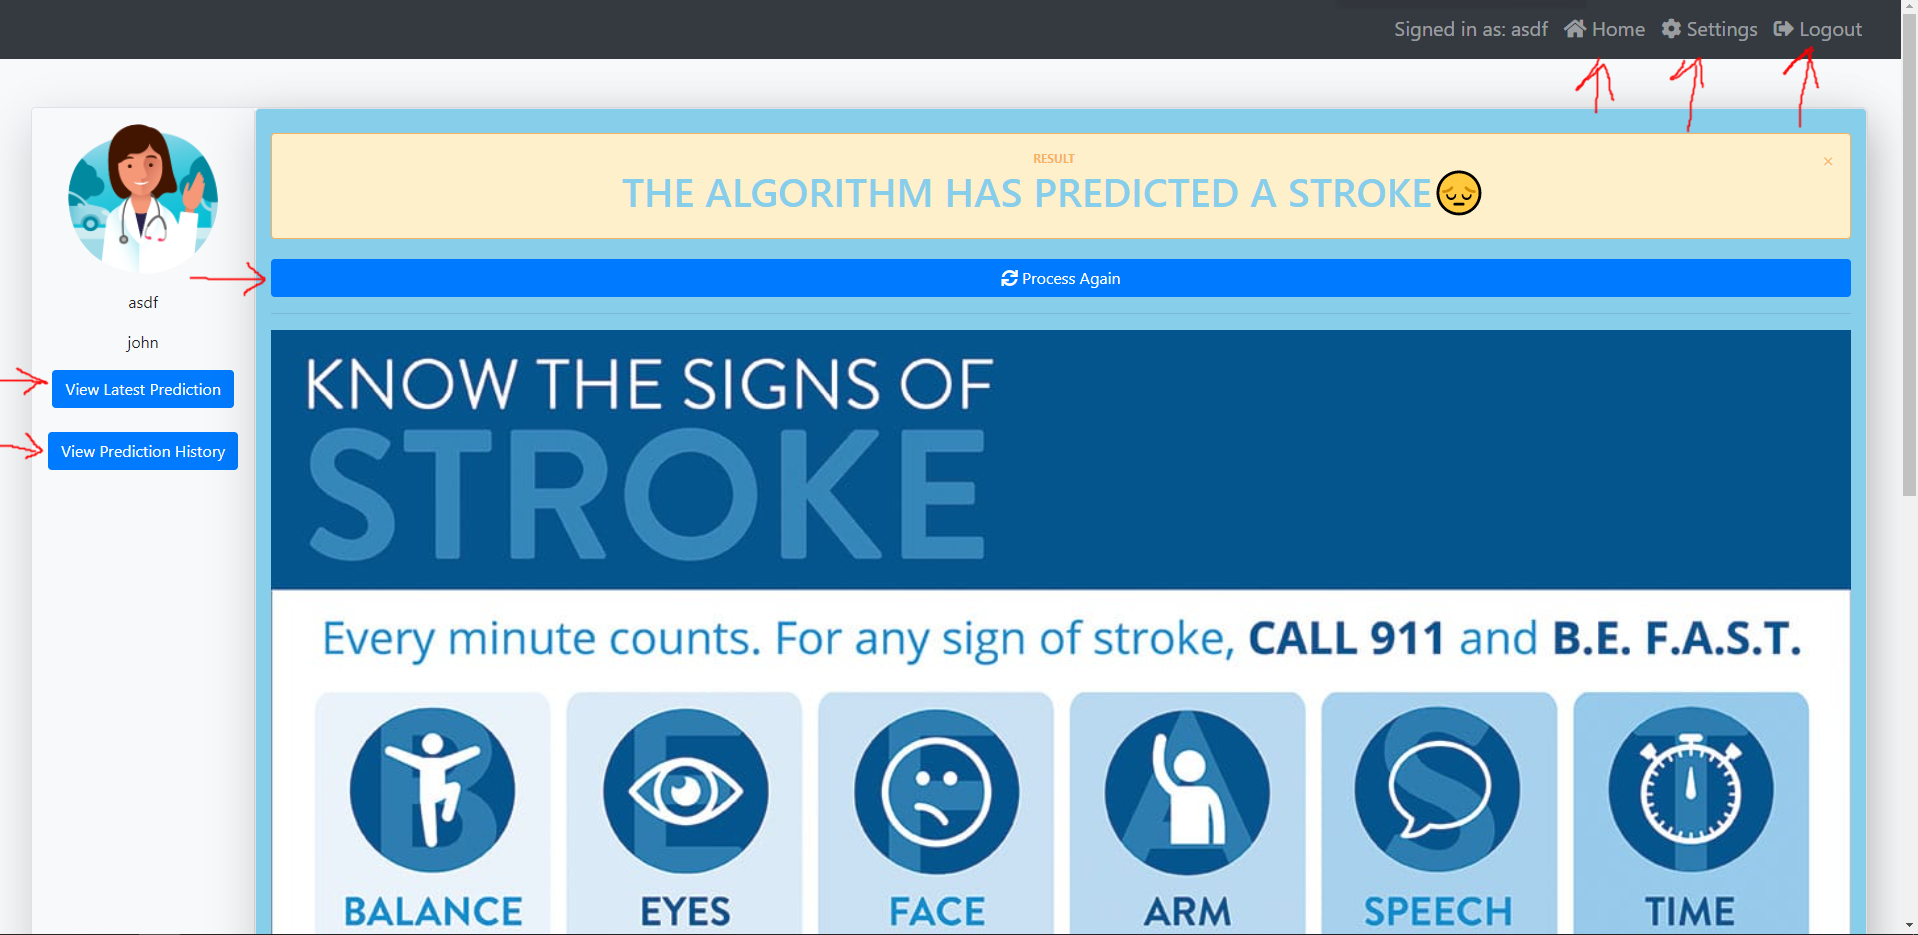 Signed in as: asdf Home Settings Logout
RESULT
×
THE ALGORITHM HAS PREDICTED A STROKE
Process Again
asdf
john
View Latest Prediction
View Prediction History
KNOW THE SIGNS OF
STROKE
Every minute counts. For any sign of stroke, CALL 911 and B.E. F.A.S.T.
B E F A S T
BALANCE EYES FACE ARM SPEECH TIME